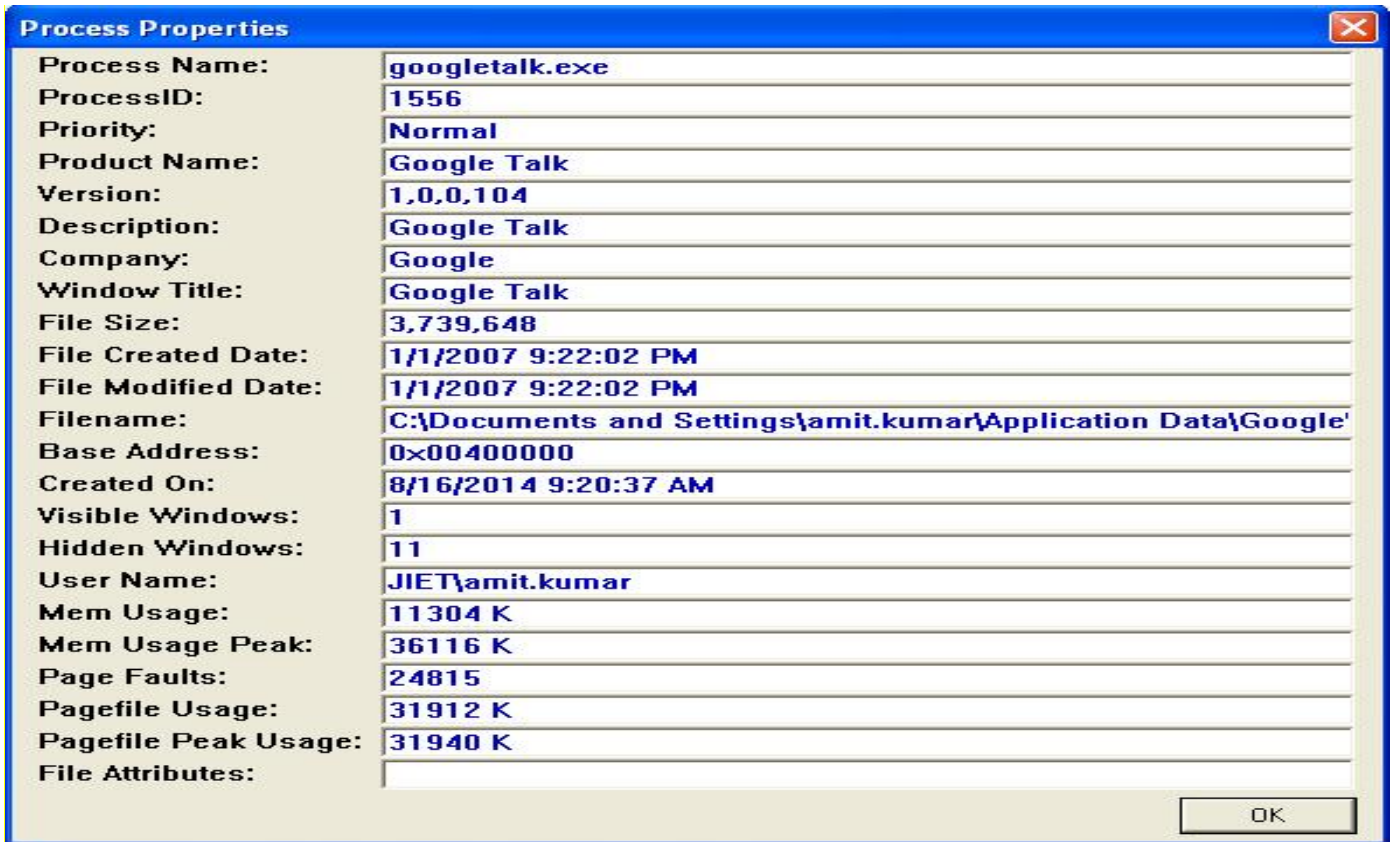 Process Properties
Process Name: googletalk.exe
ProcessID: 1556
Priority: Normal
Product Name: Google Talk
Version: 1,0,0,104
Description: Google Talk
Company: Google
Window Title: Google Talk
File Size: 3,739,648
File Created Date: 1/1/2007 9:22:02 PM
File Modified Date: 1/1/2007 9:22:02 PM
Filename: C:\Documents and Settings\amit.kumar\Application Data\Google\
Base Address: 0x00400000
Created On: 8/16/2014 9:20:37 AM
Visible Windows: 1
Hidden Windows: 11
User Name: JIET\amit.kumar
Mem Usage: 11304 K
Mem Usage Peak: 36116 K
Page Faults: 24815
Pagefile Usage: 31912 K
Pagefile Peak Usage: 31940 K
File Attributes:
OK